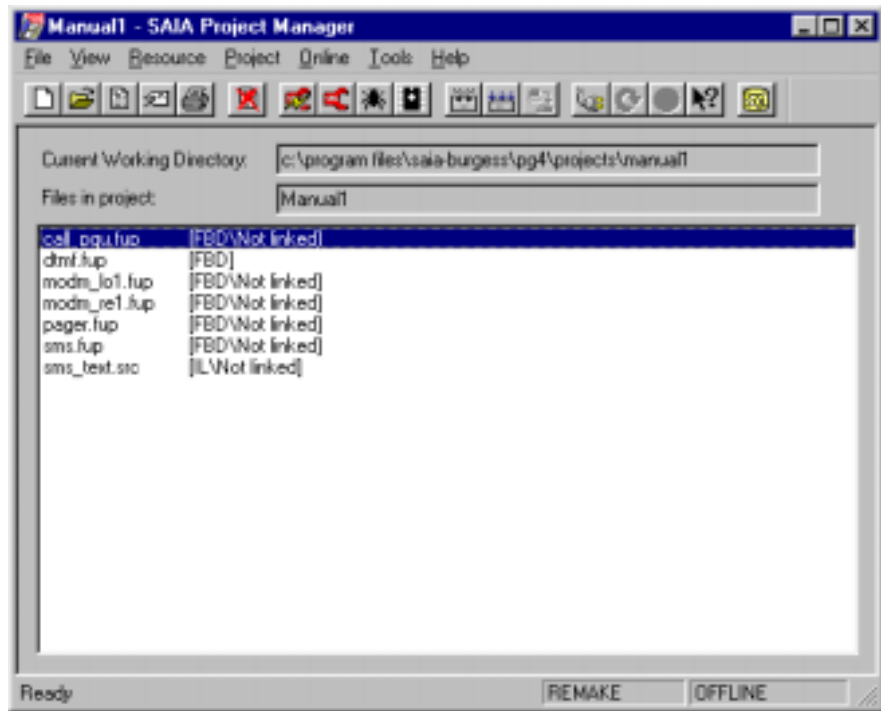 Manual1 - SAIA Project Manager
File View Resource Project Online Tools Help
Current Working Directory: c:\program files\saia-burgess\pg4\projects\manual1
Files in project: Manual1
call_pqu.fup [FBD\Not linked]
dtmf.fup [FBD]
modm_lo1.fup [FBD\Not linked]
modm_re1.fup [FBD\Not linked]
pager.fup [FBD\Not linked]
sms.fup [FBD\Not linked]
sms_text.src [IL\Not linked]
Ready REMAKE OFFLINE